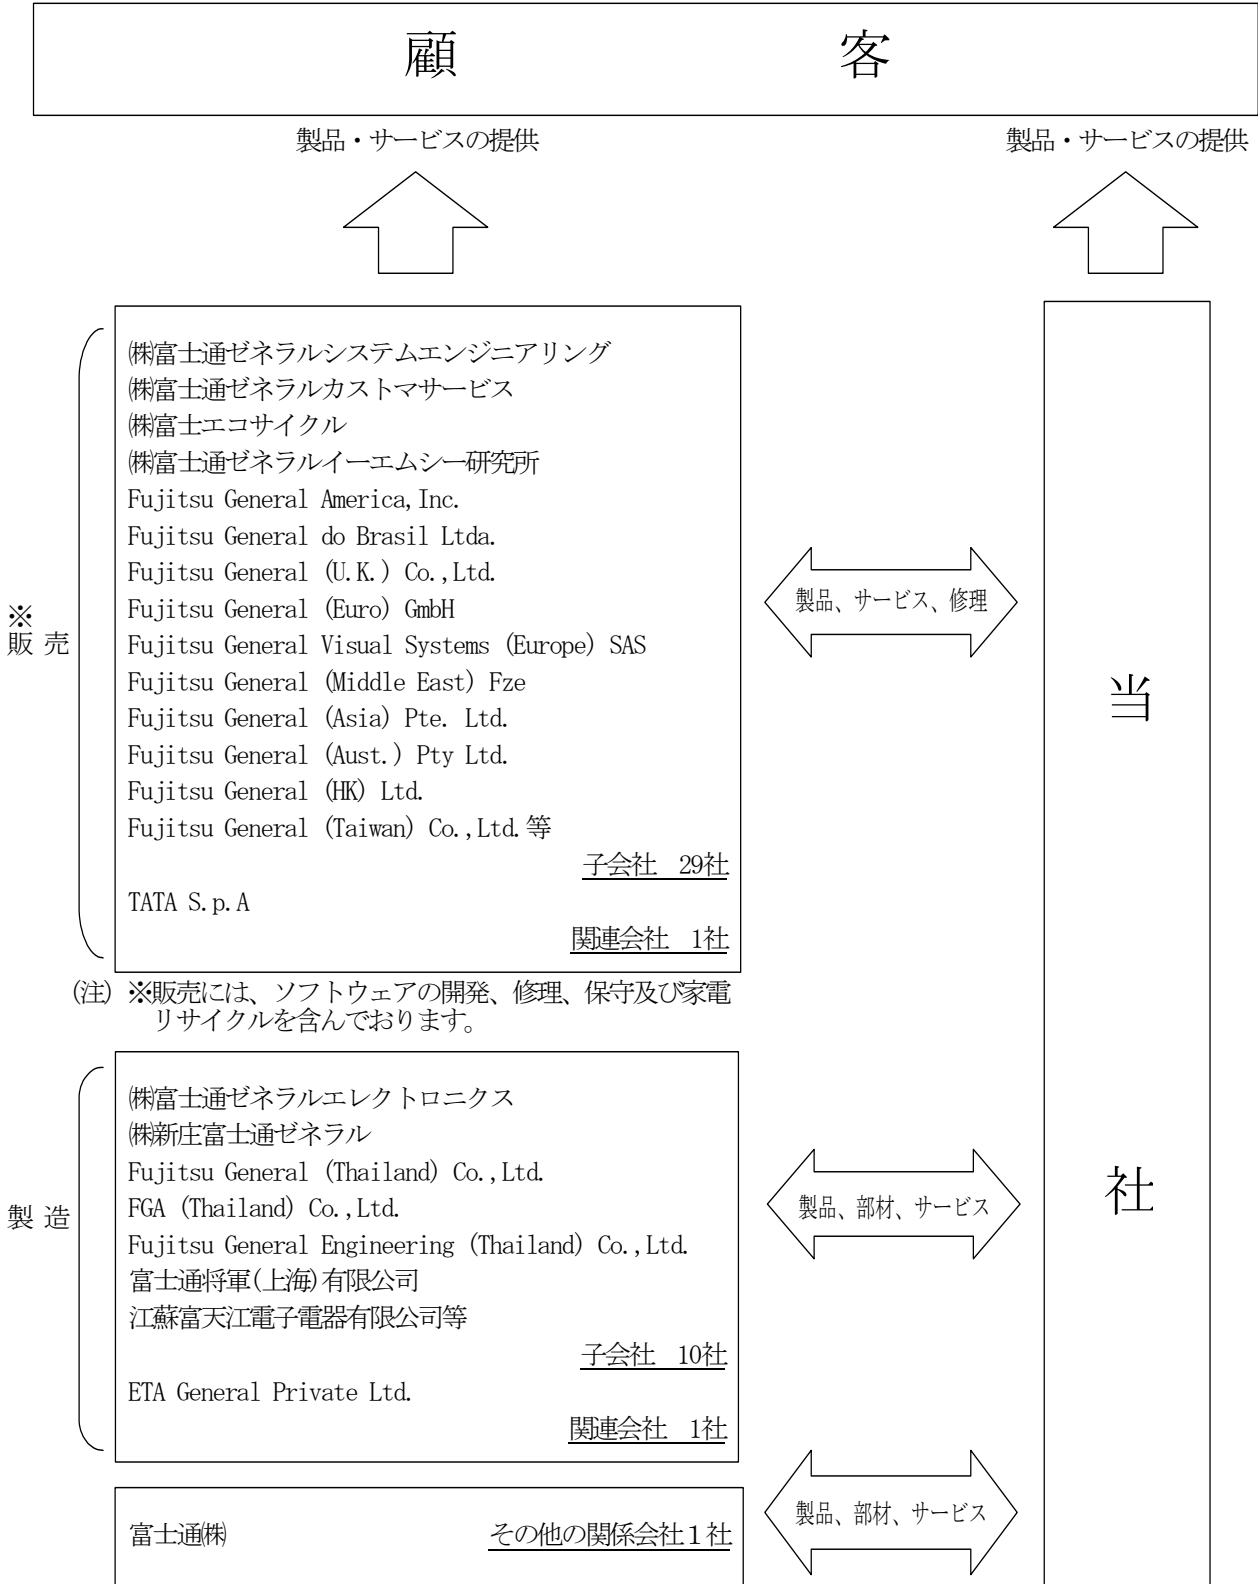 顧客
製品・サービスの提供
製品・サービスの提供
※
販売
㈱富士通ゼネラルシステムエンジニアリング
㈱富士通ゼネラルカストマサービス
㈱富士エコサイクル
㈱富士通ゼネラルイーエムシー研究所
Fujitsu General America,Inc.
Fujitsu General do Brasil Ltda.
Fujitsu General (U.K.) Co.,Ltd.
Fujitsu General (Euro) GmbH
Fujitsu General Visual Systems (Europe) SAS
Fujitsu General (Middle East) Fze
Fujitsu General (Asia) Pte. Ltd.
Fujitsu General (Aust.) Pty Ltd.
Fujitsu General (HK) Ltd.
Fujitsu General (Taiwan) Co.,Ltd.等
子会社 29社
TATA S.p.A
関連会社 1社
製品、サービス、修理
当社
(注) ※販売には、ソフトウェアの開発、修理、保守及び家電
リサイクルを含んでおります。
製造
㈱富士通ゼネラルエレクトロニクス
㈱新庄富士通ゼネラル
Fujitsu General (Thailand) Co.,Ltd.
FGA (Thailand) Co.,Ltd.
Fujitsu General Engineering (Thailand) Co.,Ltd.
富士通将軍(上海)有限公司
江蘇富天江電子電器有限公司等
子会社 10社
ETA General Private Ltd.
関連会社 1社
製品、部材、サービス
富士通㈱ その他の関係会社1社
製品、部材、サービス